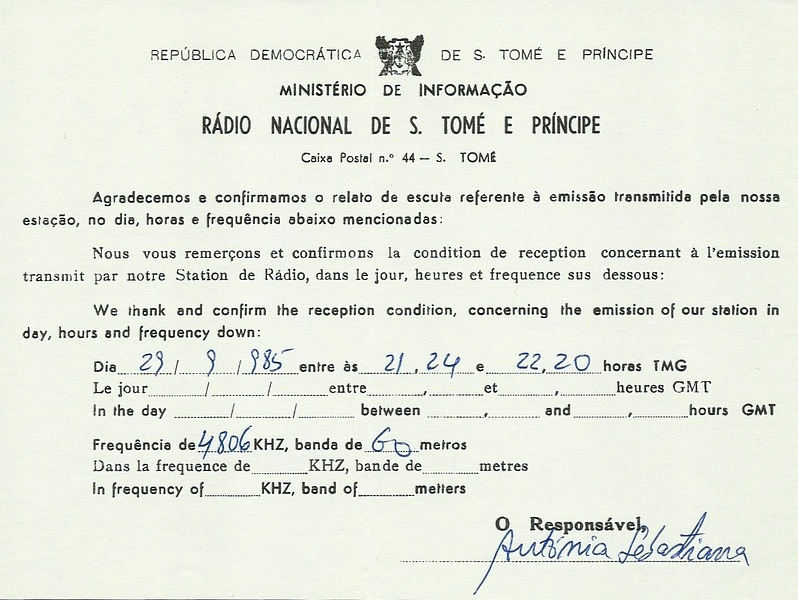 REPÚBLICA DEMOCRÁTICA DE S. TOMÉ E PRÍNCIPE
MINISTÉRIO DE INFORMAÇÃO
RÁDIO NACIONAL DE S. TOMÉ E PRÍNCIPE
Caixa Postal n.º 44 — S. TOMÉ
Agradecemos e confirmamos o relato de escuta referente à emissão transmitida pela nossa
estação, no dia, horas e frequência abaixo mencionadas:
Nous vous remerçons et confirmons la condition de reception concernant à l'emission
transmit par notre Station de Rádio, dans le jour, heures et frequence sus dessous:
We thank and confirm the reception condition, concerning the emission of our station in
day, hours and frequency down:
Dia 29 / 9 / 985 entre às 21,24 e 22,20 horas TMG
Le jour / / entre , et , heures GMT
In the day / / between , and , hours GMT
Frequência de 4806 KHZ, banda de 60 metros
Dans la frequence de KHZ, bande de metres
In frequency of KHZ, band of metters
O Responsável,
António Sebastiana